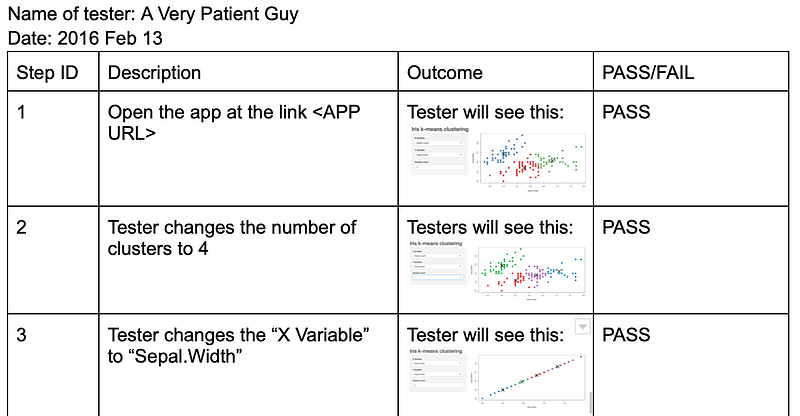 Name of tester: A Very Patient Guy
Date: 2016 Feb 13
Step ID Description Outcome PASS/FAIL
1 Open the app at the link <APP URL> Tester will see this: PASS
Iris k-means clustering
2 Tester changes the number of clusters to 4 Testers will see this: PASS
Iris k-means clustering
3 Tester changes the “X Variable” to “Sepal.Width” Tester will see this: PASS
Iris k-means clustering